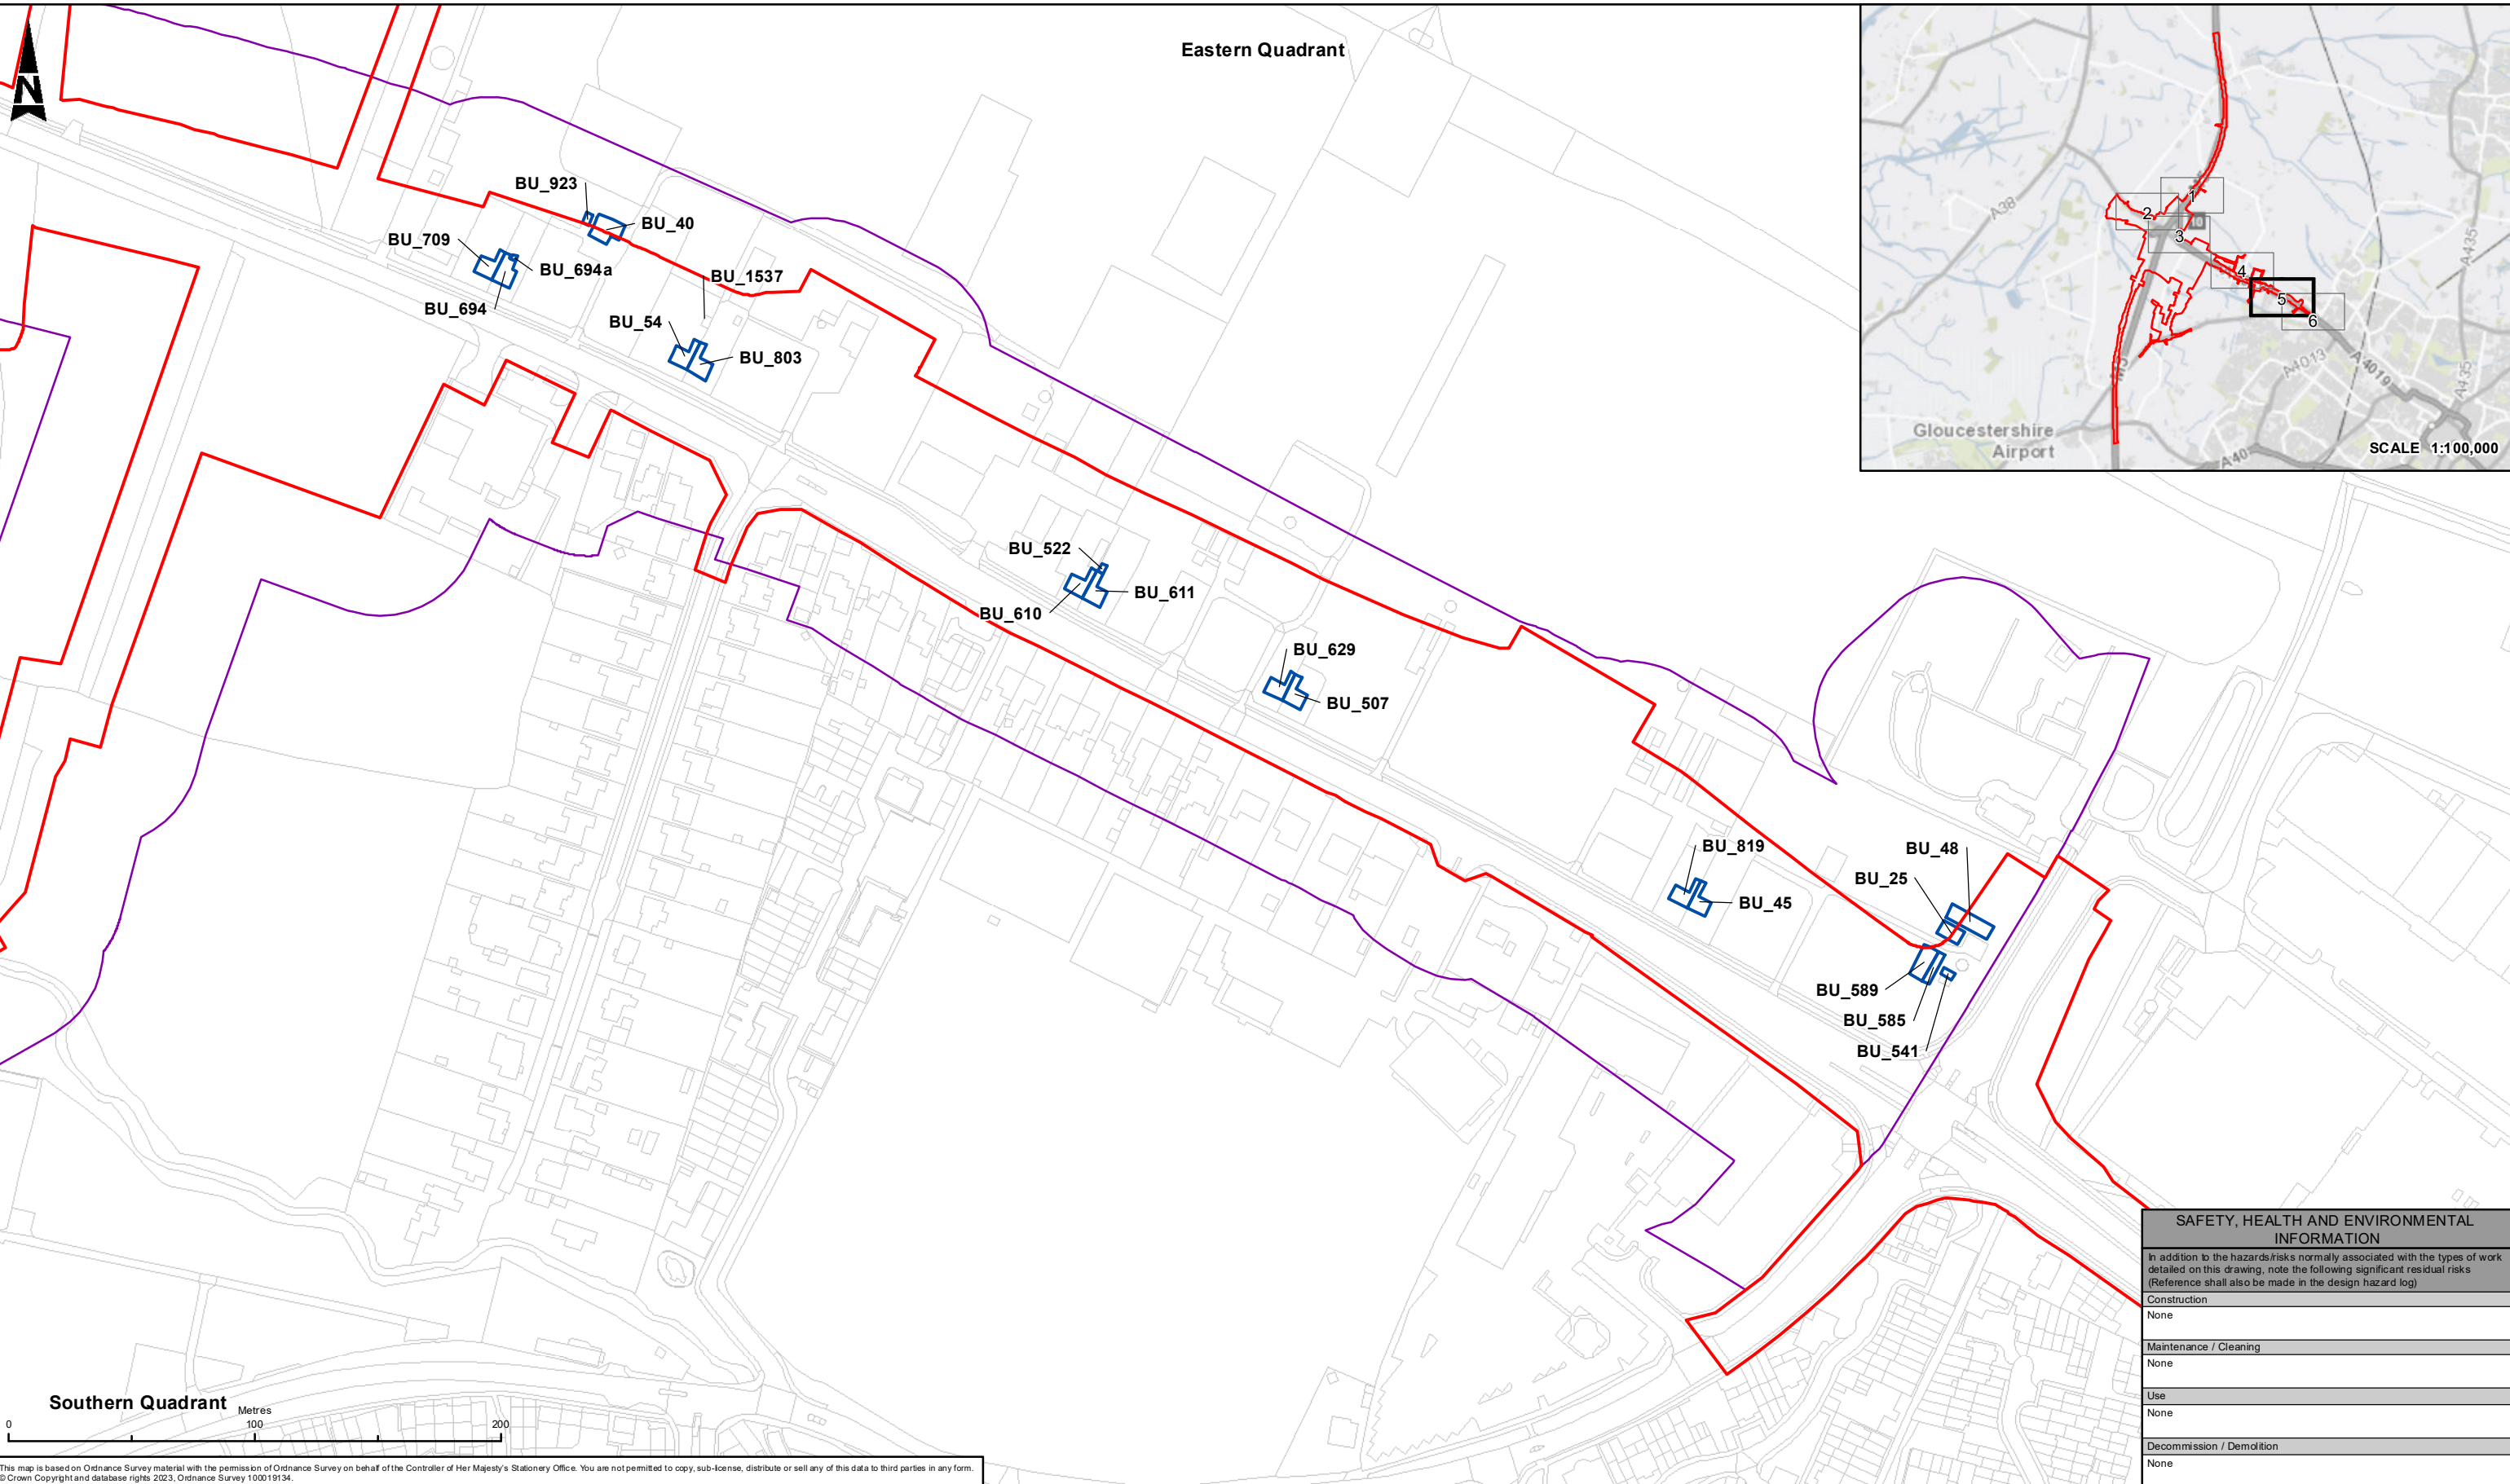 Eastern Quadrant
N
BU_923
BU_40
BU_709
BU_694a
BU_694
BU_1537
BU_54
BU_803
BU_522
BU_611
BU_610
BU_629
BU_507
BU_819
BU_45
BU_48
BU_25
BU_589
BU_585
BU_541
A38
1
2
3
4
5
6
A435
A4013
A4019
A435
Gloucestershire
Airport
A40
SCALE 1:100,000
Southern Quadrant
Metres
0 100 200
This map is based on Ordnance Survey material with the permission of Ordnance Survey on behalf of the Controller of Her Majesty's Stationery Office. You are not permitted to copy, sub-license, distribute or sell any of this data to third parties in any form.
© Crown Copyright and database rights 2023, Ordnance Survey 100019134.
SAFETY, HEALTH AND ENVIRONMENTAL
INFORMATION
In addition to the hazards/risks normally associated with the types of work
detailed on this drawing, note the following significant residual risks
(Reference shall also be made in the design hazard log)
Construction
None
Maintenance / Cleaning
None
Use
None
Decommission / Demolition
None